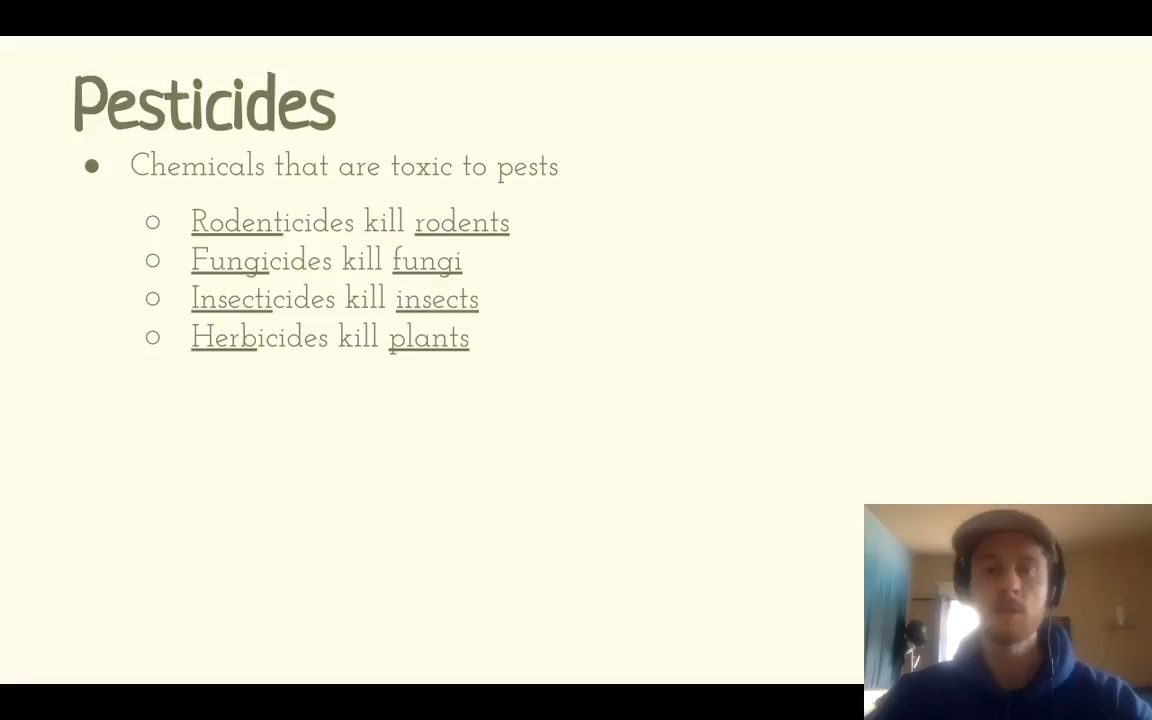 Pesticides
● Chemicals that are toxic to pests
○ Rodenticides kill rodents
○ Fungicides kill fungi
○ Insecticides kill insects
○ Herbicides kill plants